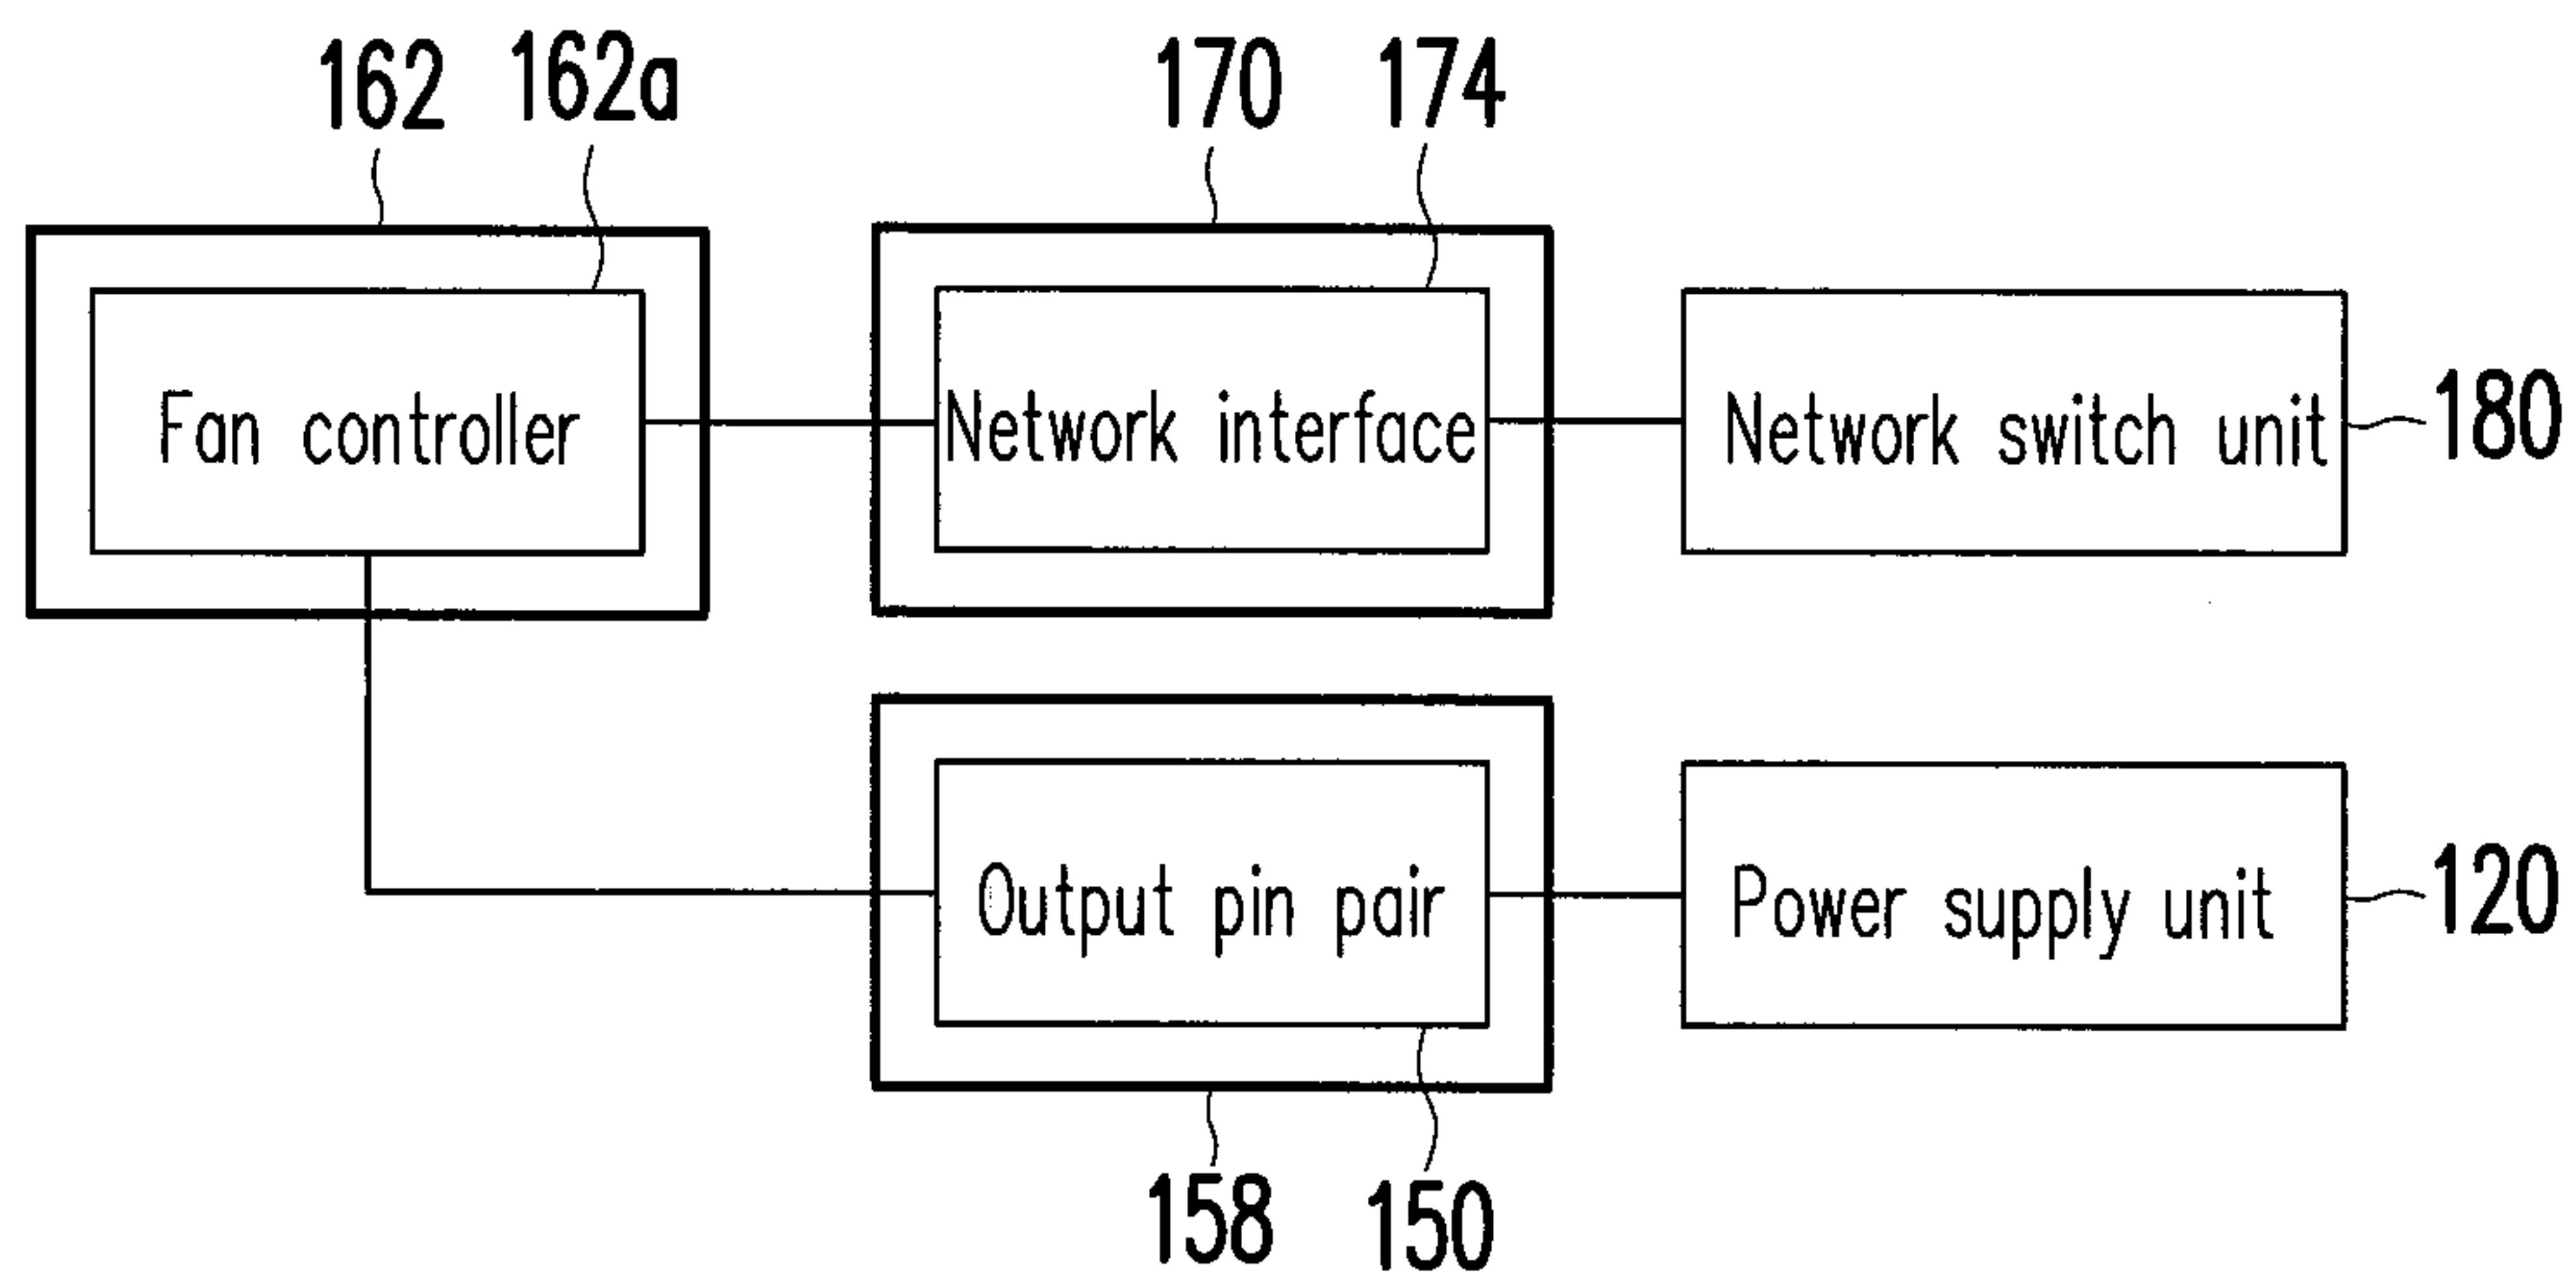 162 162a 170 174
Fan controller Network interface Network switch unit 180
Output pin pair Power supply unit 120
158 150